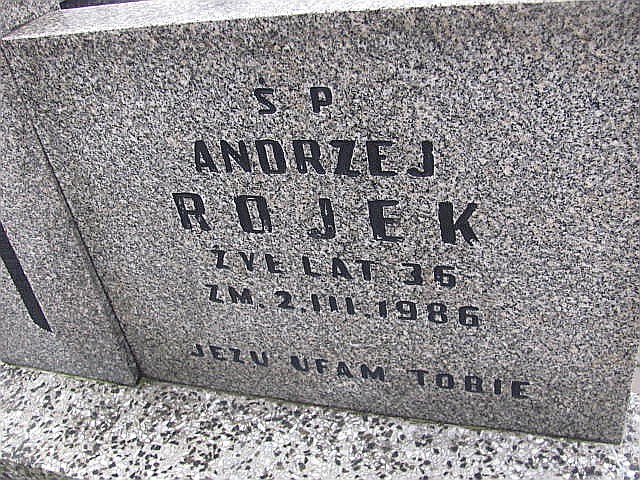 Ś P
ANDRZEJ
ROJEK
ŻYŁ LAT 36
ZM. 2.III.1986
JEZU UFAM TOBIE